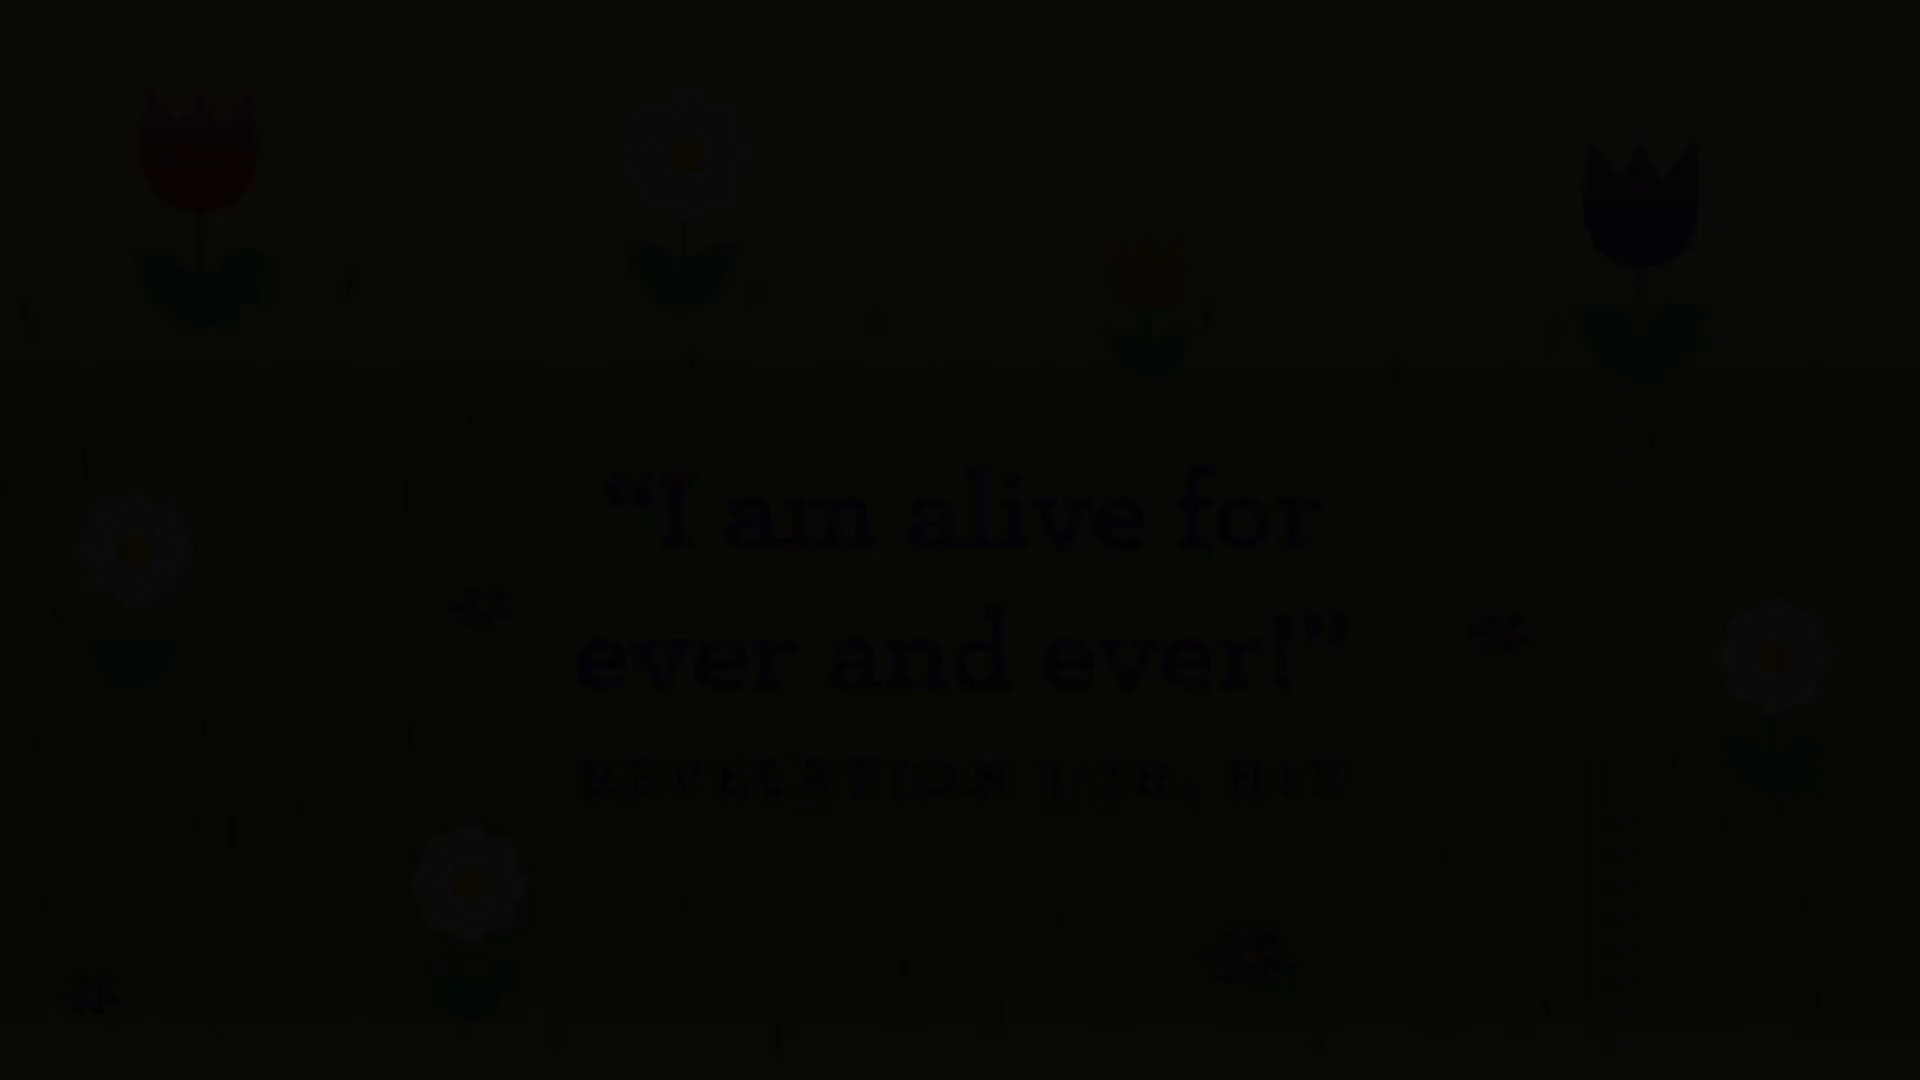 “I am alive for
ever and ever!”
REVELATION 1:18, NIV